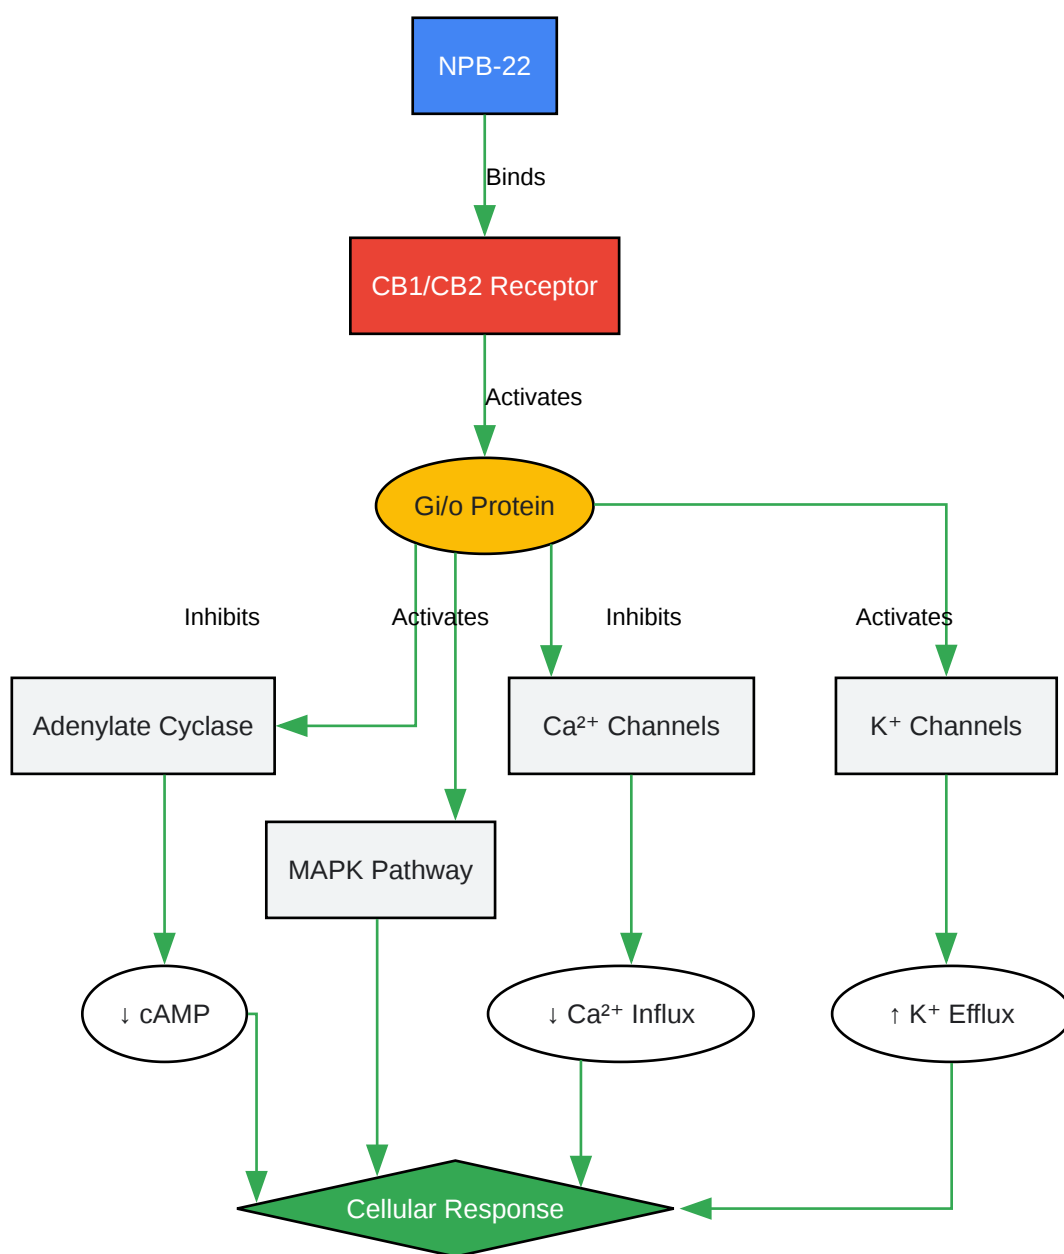 NPB-22
Binds
CB1/CB2 Receptor
Activates
Gi/o Protein
Inhibits
Activates
Inhibits
Activates
Adenylate Cyclase
Ca²⁺ Channels
K⁺ Channels
MAPK Pathway
↓ cAMP
↓ Ca²⁺ Influx
↑ K⁺ Efflux
Cellular Response